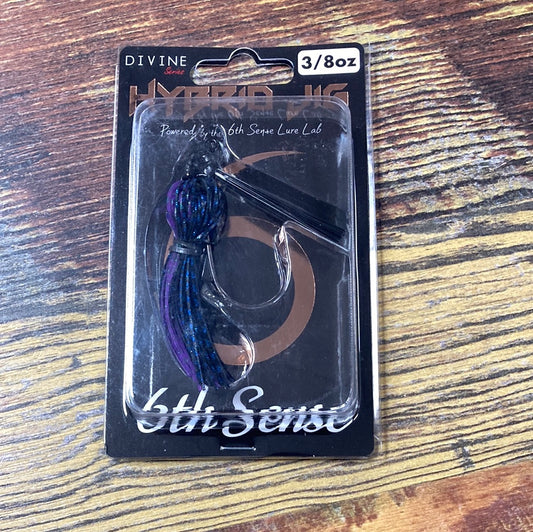 DIVINE
Series
3/8oz
HYBRID JIG
Powered by the 6th Sense Lure Lab
6th Sense